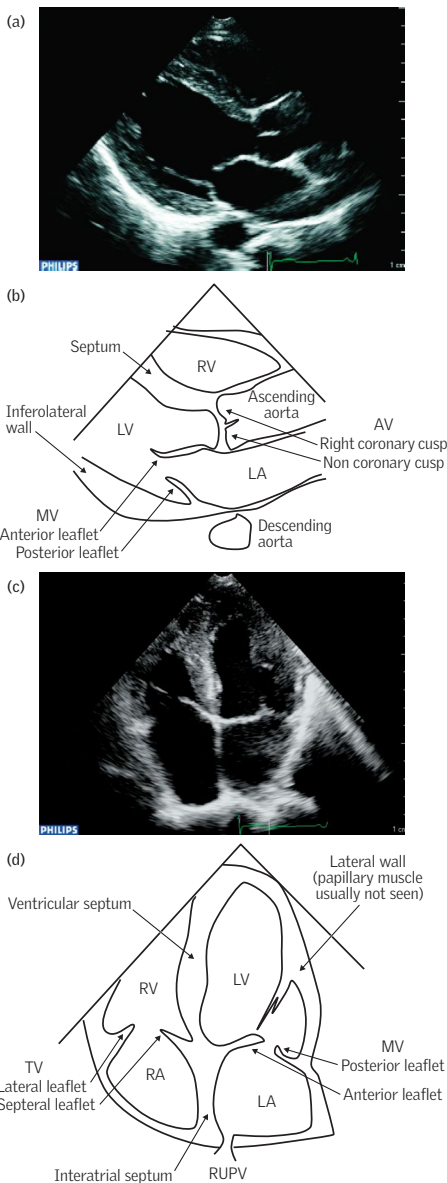 (a)
PHILIPS
1 cm
(b)
Septum
RV
Inferolateral
wall
LV
Ascending
aorta
AV
Right coronary cusp
Non coronary cusp
LA
MV
Anterior leaflet
Posterior leaflet
Descending
aorta
(c)
PHILIPS
1 cm
(d)
Lateral wall
(papillary muscle
usually not seen)
Ventricular septum
RV
LV
TV
Lateral leaflet
Septeral leaflet
RA
LA
MV
Posterior leaflet
Anterior leaflet
Interatrial septum
RUPV